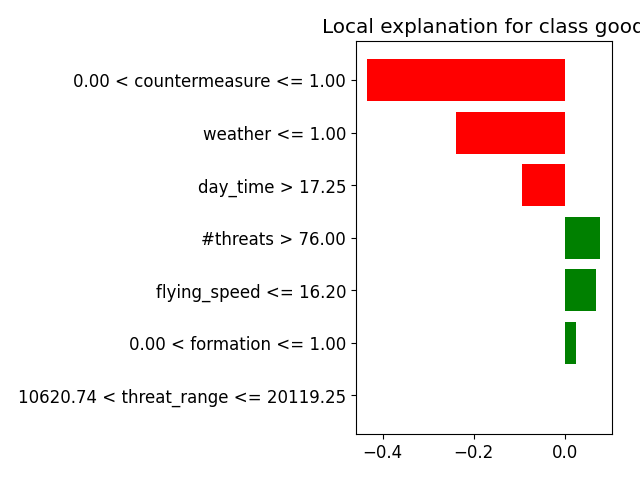 Local explanation for class good
0.00 < countermeasure <= 1.00
weather <= 1.00
day_time > 17.25
#threats > 76.00
flying_speed <= 16.20
0.00 < formation <= 1.00
10620.74 < threat_range <= 20119.25
−0.4 −0.2 0.0